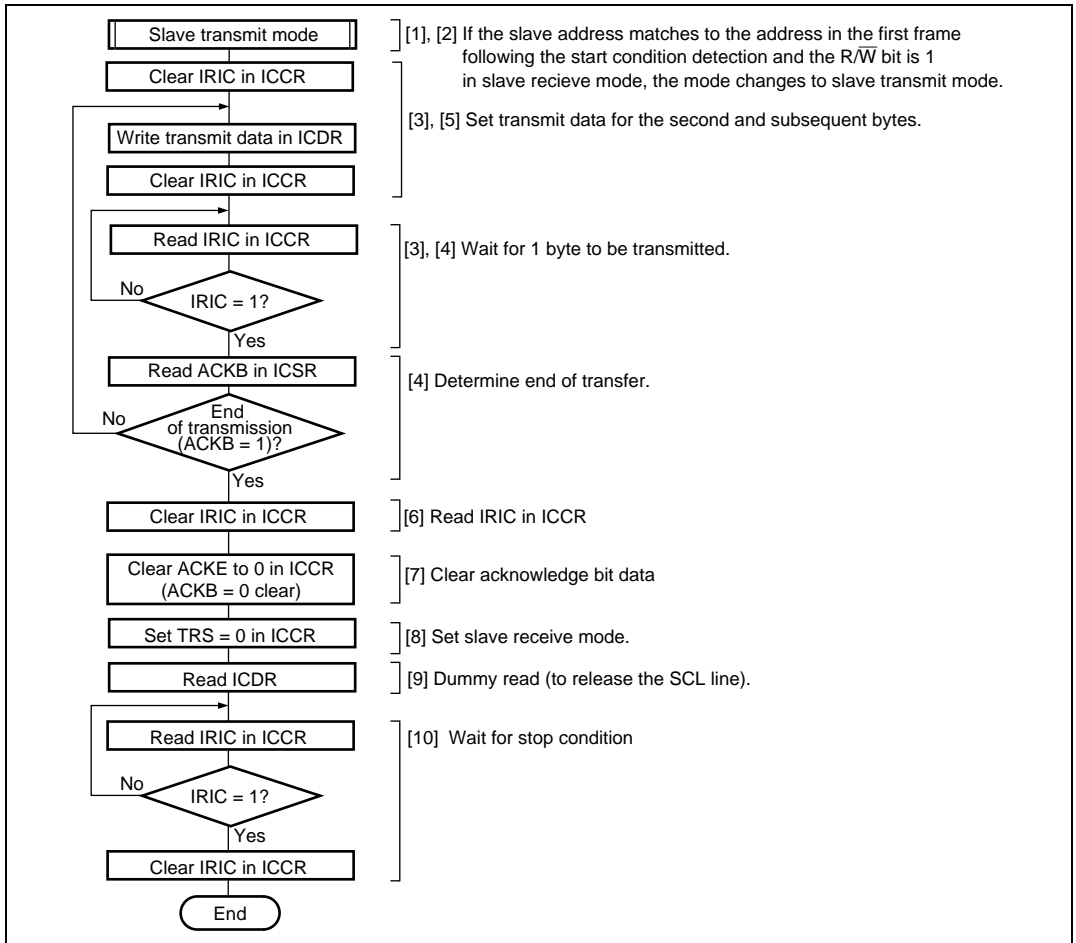 Slave transmit mode
[1], [2] If the slave address matches to the address in the first frame
following the start condition detection and the R/W̅ bit is 1
in slave recieve mode, the mode changes to slave transmit mode.
Clear IRIC in ICCR
[3], [5] Set transmit data for the second and subsequent bytes.
Write transmit data in ICDR
Clear IRIC in ICCR
Read IRIC in ICCR
[3], [4] Wait for 1 byte to be transmitted.
No
IRIC = 1?
Yes
Read ACKB in ICSR
[4] Determine end of transfer.
No
End
of transmission
(ACKB = 1)?
Yes
Clear IRIC in ICCR
[6] Read IRIC in ICCR
Clear ACKE to 0 in ICCR
(ACKB = 0 clear)
[7] Clear acknowledge bit data
Set TRS = 0 in ICCR
[8] Set slave receive mode.
Read ICDR
[9] Dummy read (to release the SCL line).
Read IRIC in ICCR
[10] Wait for stop condition
No
IRIC = 1?
Yes
Clear IRIC in ICCR
End